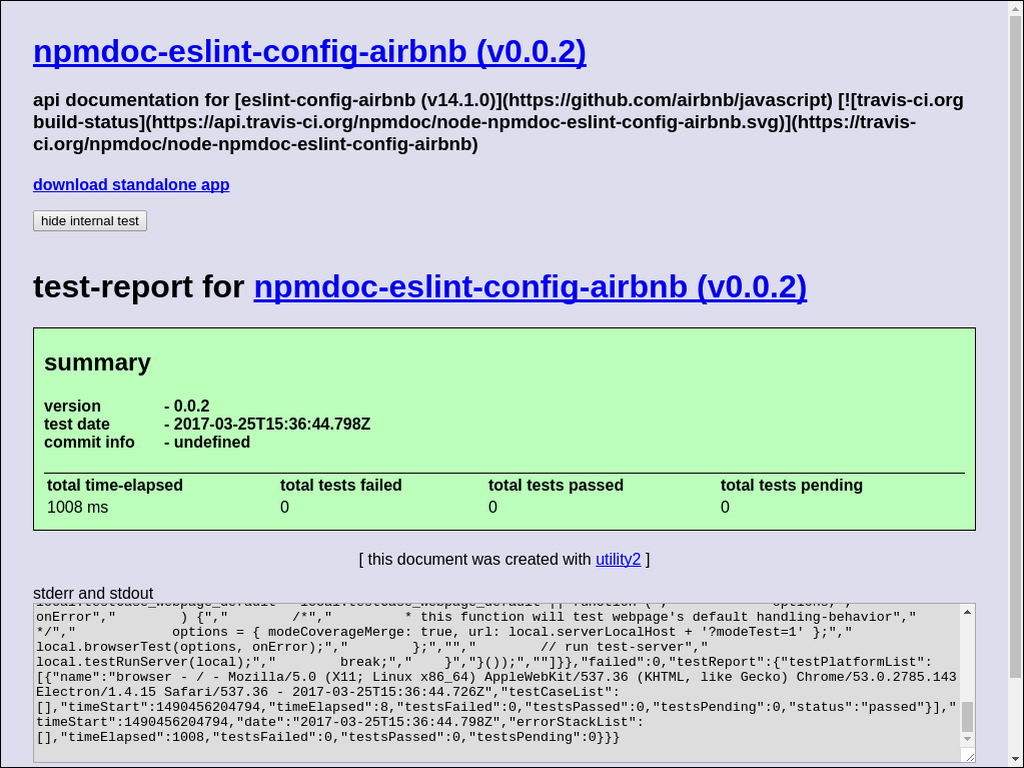 npmdoc-eslint-config-airbnb (v0.0.2)
api documentation for [eslint-config-airbnb (v14.1.0)](https://github.com/airbnb/javascript) [![travis-ci.org
build-status](https://api.travis-ci.org/npmdoc/node-npmdoc-eslint-config-airbnb.svg)](https://travis-
ci.org/npmdoc/node-npmdoc-eslint-config-airbnb)
download standalone app
hide internal test
test-report for npmdoc-eslint-config-airbnb (v0.0.2)
summary
version - 0.0.2
test date - 2017-03-25T15:36:44.798Z
commit info - undefined
total time-elapsed total tests failed total tests passed total tests pending
1008 ms 0 0 0
[ this document was created with utility2 ]
stderr and stdout
onError"," ) {"," /*"," * this function will test webpage's default handling-behavior","
*/"," options = { modeCoverageMerge: true, url: local.serverLocalHost + '?modeTest=1' };","
local.browserTest(options, onError);"," };",""," // run test-server","
local.testRunServer(local);"," break;"," }","}());",""]}},"failed":0,"testReport":{"testPlatformList":
[{"name":"browser - / - Mozilla/5.0 (X11; Linux x86_64) AppleWebKit/537.36 (KHTML, like Gecko) Chrome/53.0.2785.143
Electron/1.4.15 Safari/537.36 - 2017-03-25T15:36:44.726Z","testCaseList":
[],"timeStart":1490456204794,"timeElapsed":8,"testsFailed":0,"testsPassed":0,"testsPending":0,"status":"passed"}],"
timeStart":1490456204794,"date":"2017-03-25T15:36:44.798Z","errorStackList":
[],"timeElapsed":1008,"testsFailed":0,"testsPassed":0,"testsPending":0}}}